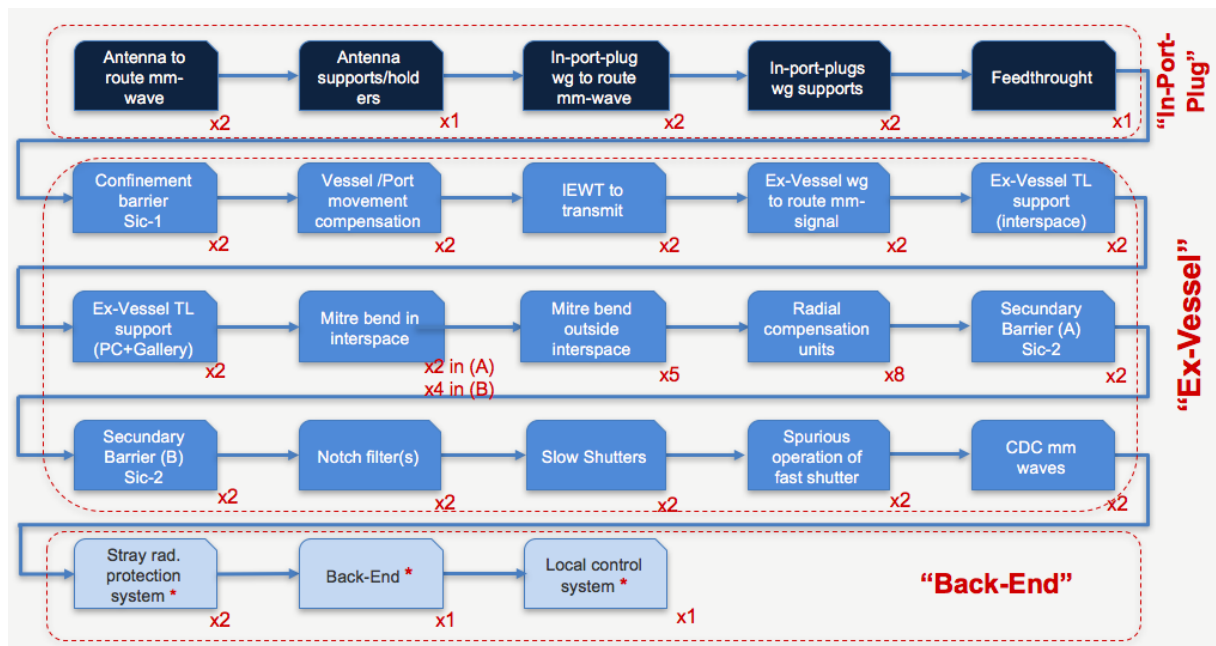 Antenna to
route mm-
wave
x2
Antenna
supports/hold
ers
x1
In-port-plug
wg to route
mm-wave
x2
In-port-plugs
wg supports
x2
Feedthrought
x1
“In-Port-
Plug”
Confinement
barrier
Sic-1
x2
Vessel /Port
movement
compensation
x2
IEWT to
transmit
x2
Ex-Vessel wg
to route mm-
signal
x2
Ex-Vessel TL
support
(interspace)
x2
Ex-Vessel TL
support
(PC+Gallery)
x2
Mitre bend in
interspace
x2 in (A)
x4 in (B)
Mitre bend
outside
interspace
x5
Radial
compensation
units
x8
Secundary
Barrier (A)
Sic-2
x2
“Ex-Vessel”
Secundary
Barrier (B)
Sic-2
x2
Notch filter(s)
x2
Slow Shutters
x2
Spurious
operation of
fast shutter
x2
CDC mm
waves
x2
Stray rad.
protection
system *
x2
Back-End *
x1
Local control
system *
x1
“Back-End”